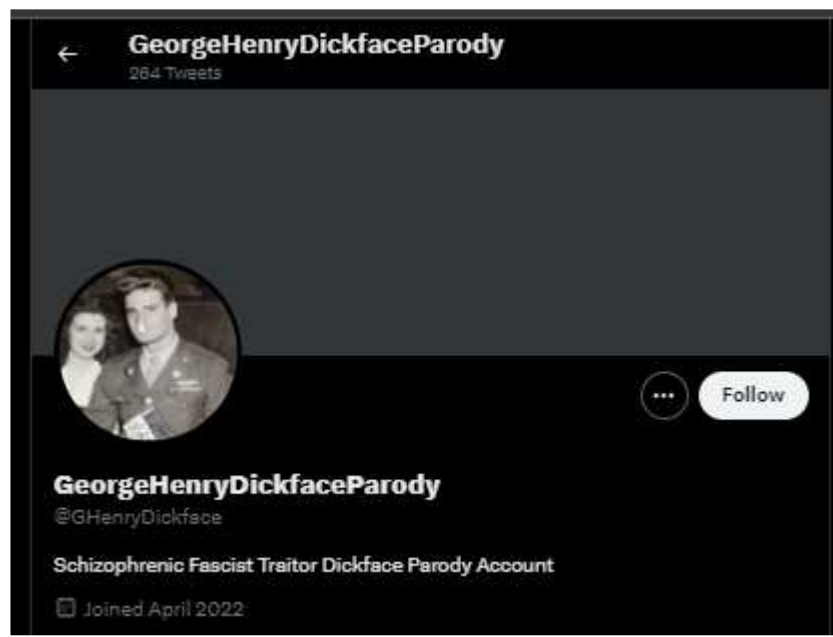 GeorgeHenryDickfaceParody
264 Tweets
Follow
GeorgeHenryDickfaceParody
@GHenryDickface
Schizophrenic Fascist Traitor Dickface Parody Account
Joined April 2022